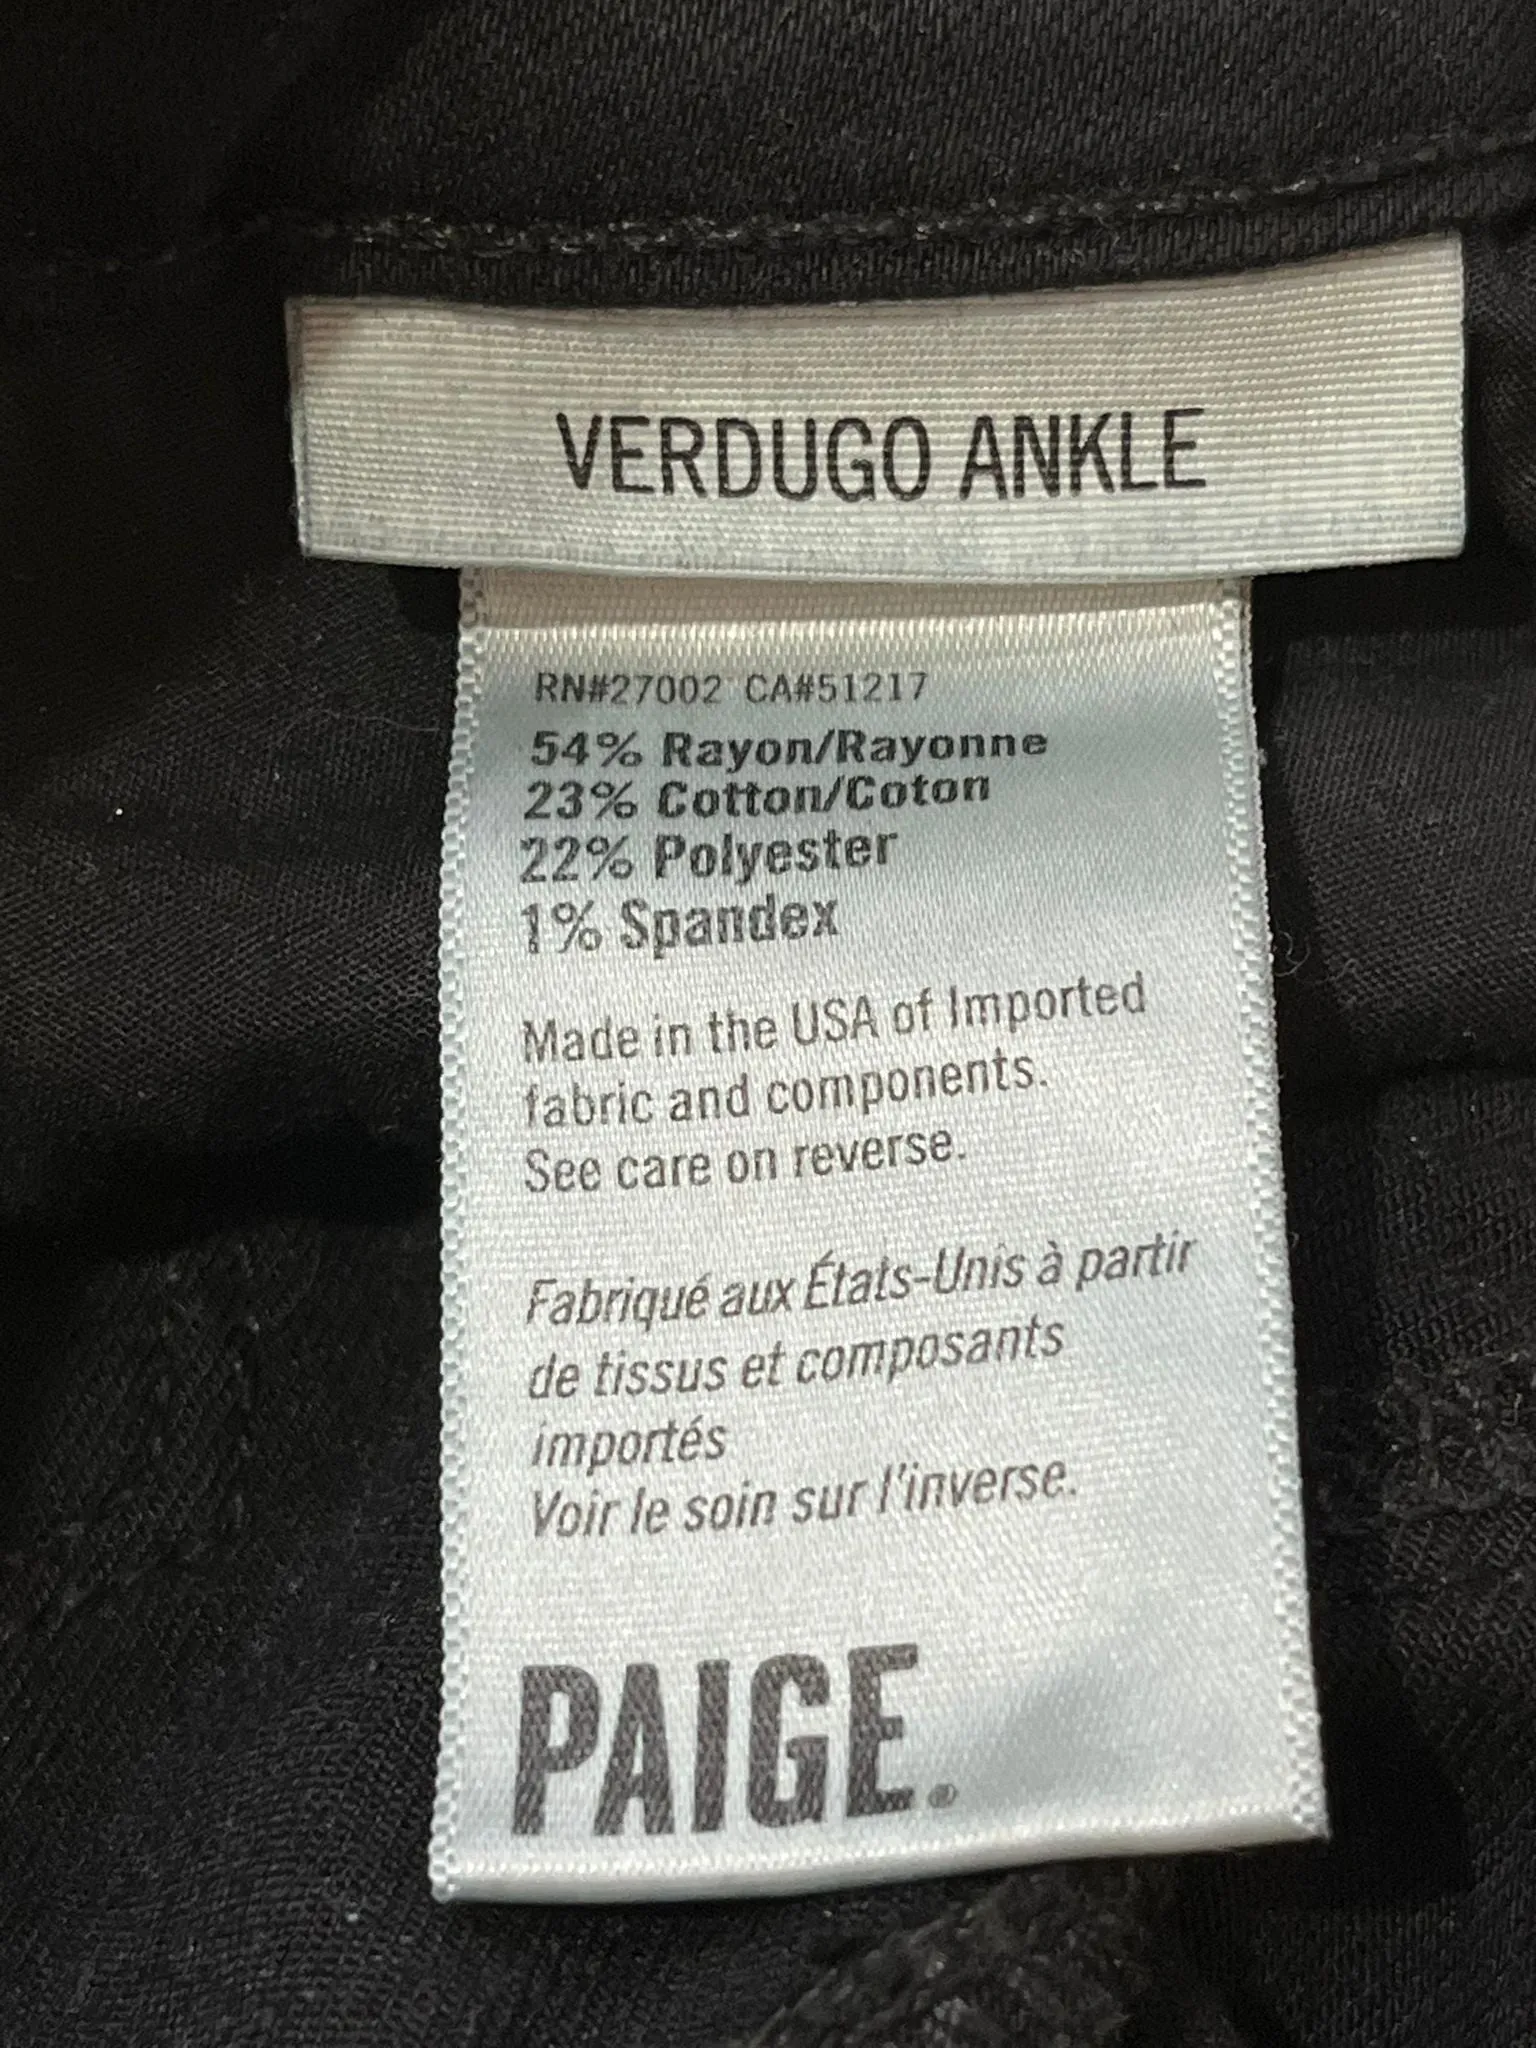 VERDUGO ANKLE
RN#27002 CA#51217
54% Rayon/Rayonne
23% Cotton/Coton
22% Polyester
1% Spandex
Made in the USA of Imported
fabric and components.
See care on reverse.
Fabriqué aux États-Unis à partir
de tissus et composants
importés
Voir le soin sur l'inverse.
PAIGE.®